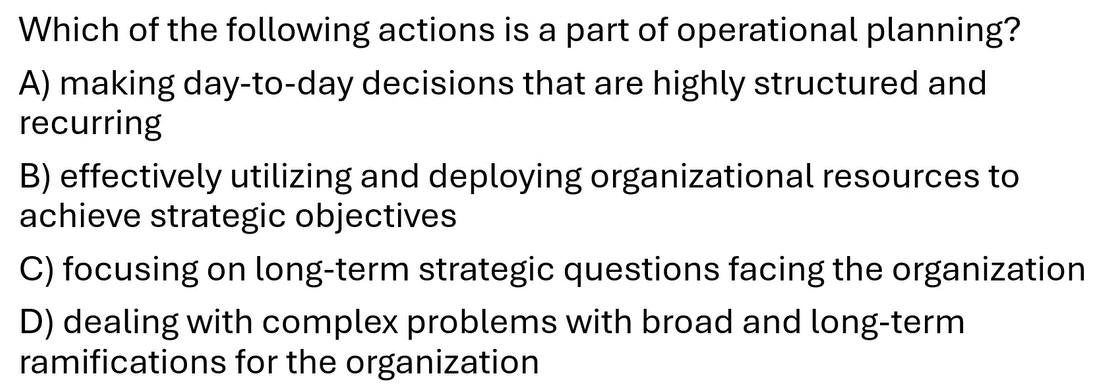 Which of the following actions is a part of operational planning?
A) making day-to-day decisions that are highly structured and
recurring
B) effectively utilizing and deploying organizational resources to
achieve strategic objectives
C) focusing on long-term strategic questions facing the organization
D) dealing with complex problems with broad and long-term
ramifications for the organization